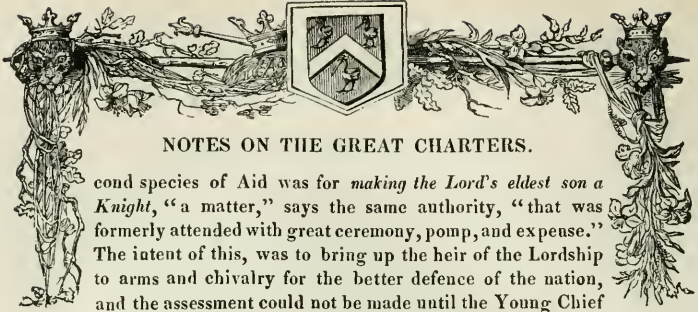 NOTES ON THE GREAT CHARTERS.
cond species of Aid was for making the Lord's eldest son a
Knight, “a matter,” says the same authority, “that was
formerly attended with great ceremony, pomp, and expense.”
The intent of this, was to bring up the heir of the Lordship
to arms and chivalry for the better defence of the nation,
and the assessment could not be made until the Young Chief